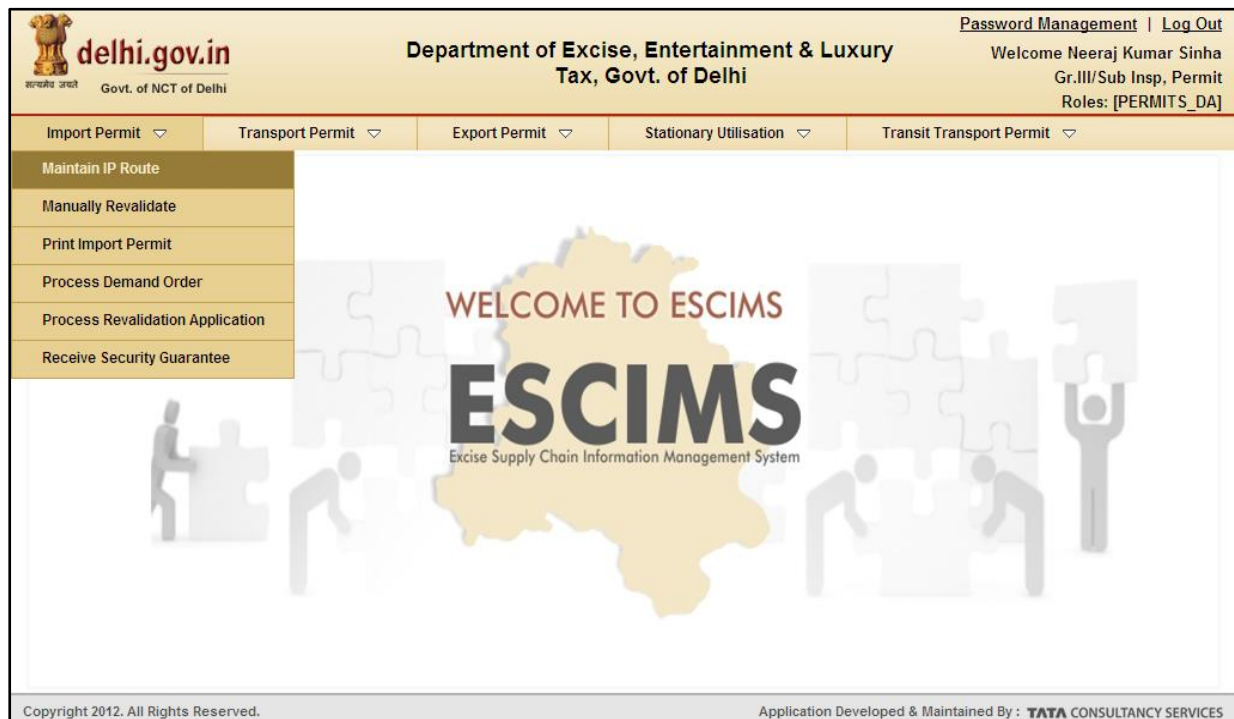 Password Management | Log Out
delhi.gov.in
सत्यमेव जयते
Govt. of NCT of Delhi
Department of Excise, Entertainment & Luxury
Tax, Govt. of Delhi
Welcome Neeraj Kumar Sinha
Gr.III/Sub Insp, Permit
Roles: [PERMITS_DA]
Import Permit Transport Permit Export Permit Stationary Utilisation Transit Transport Permit
Maintain IP Route
Manually Revalidate
Print Import Permit
Process Demand Order
Process Revalidation Application
Receive Security Guarantee
WELCOME TO ESCIMS
ESCIMS
Excise Supply Chain Information Management System
Copyright 2012. All Rights Reserved. Application Developed & Maintained By : TATA CONSULTANCY SERVICES